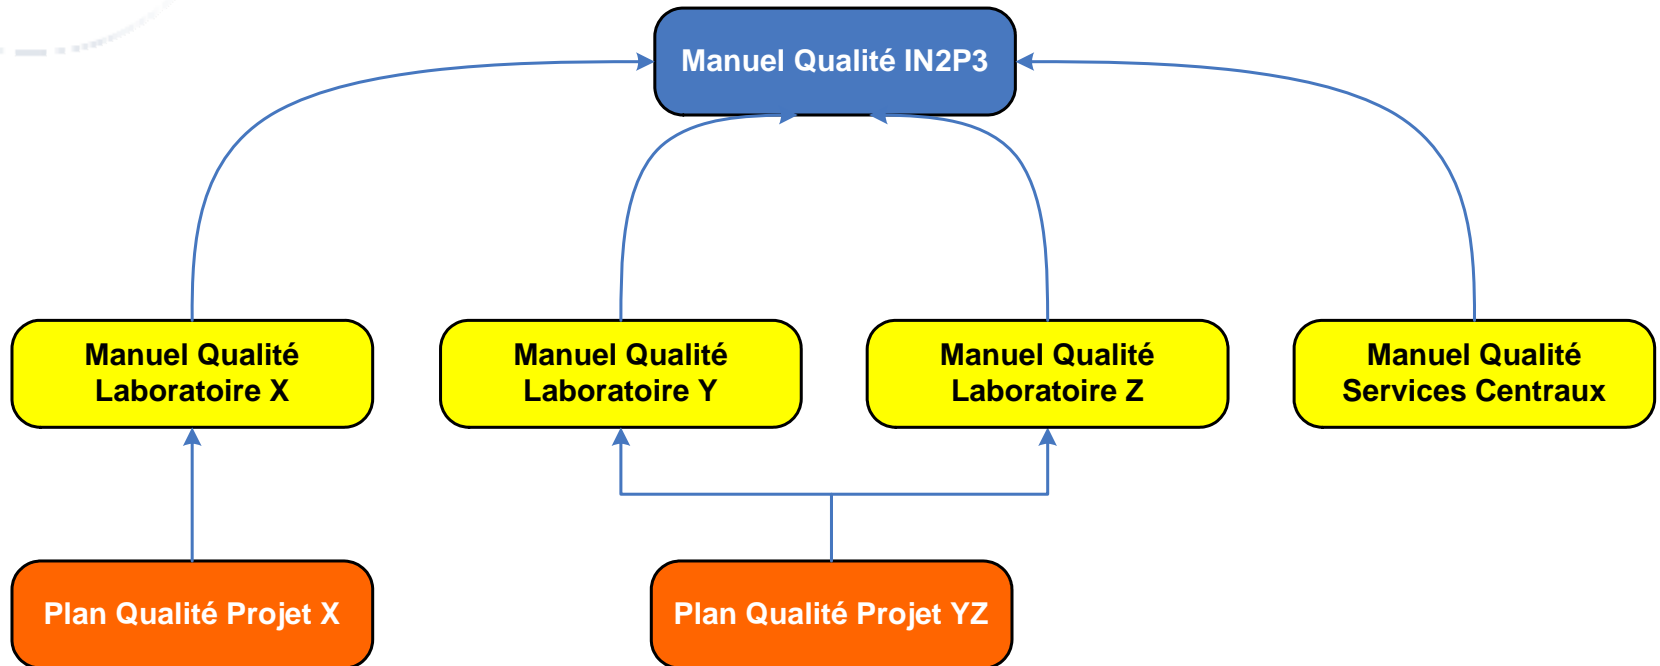 Manuel Qualité IN2P3
Manuel Qualité
Laboratoire X
Manuel Qualité
Laboratoire Y
Manuel Qualité
Laboratoire Z
Manuel Qualité
Services Centraux
Plan Qualité Projet X
Plan Qualité Projet YZ